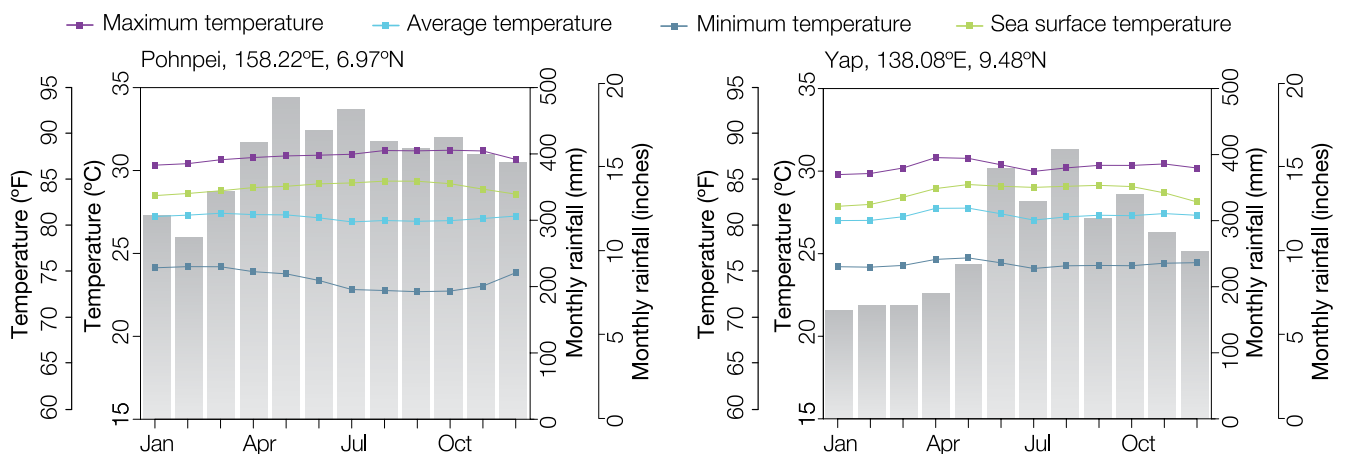 Maximum temperature
Average temperature
Minimum temperature
Sea surface temperature
Pohnpei, 158.22ºE, 6.97ºN
Temperature (ºF)
60
65
70
75
80
85
90
95
Temperature (ºC)
15
20
25
30
35
Jan
Apr
Jul
Oct
0
100
200
300
400
500
Monthly rainfall (mm)
0
5
10
15
20
Monthly rainfall (inches)
Yap, 138.08ºE, 9.48ºN
Temperature (ºF)
60
65
70
75
80
85
90
95
Temperature (ºC)
15
20
25
30
35
Jan
Apr
Jul
Oct
0
100
200
300
400
500
Monthly rainfall (mm)
0
5
10
15
20
Monthly rainfall (inches)